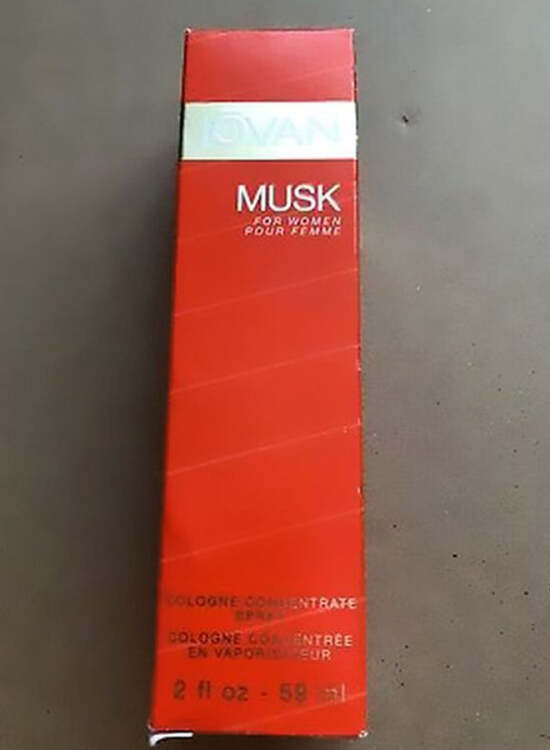 JOVAN
MUSK
FOR WOMEN
POUR FEMME
COLOGNE CONCENTRATE
SPRAY
COLOGNE CONCENTRÉE
EN VAPORISATEUR
2 fl oz - 59 ml